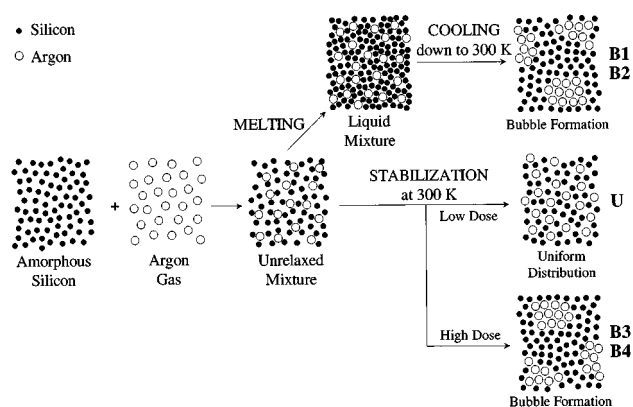 Silicon
Argon
MELTING
Liquid
Mixture
COOLING
down to 300 K
Bubble Formation
B1
B2
Amorphous
Silicon
+
Argon
Gas
Unrelaxed
Mixture
STABILIZATION
at 300 K
Low Dose
Uniform
Distribution
U
High Dose
Bubble Formation
B3
B4